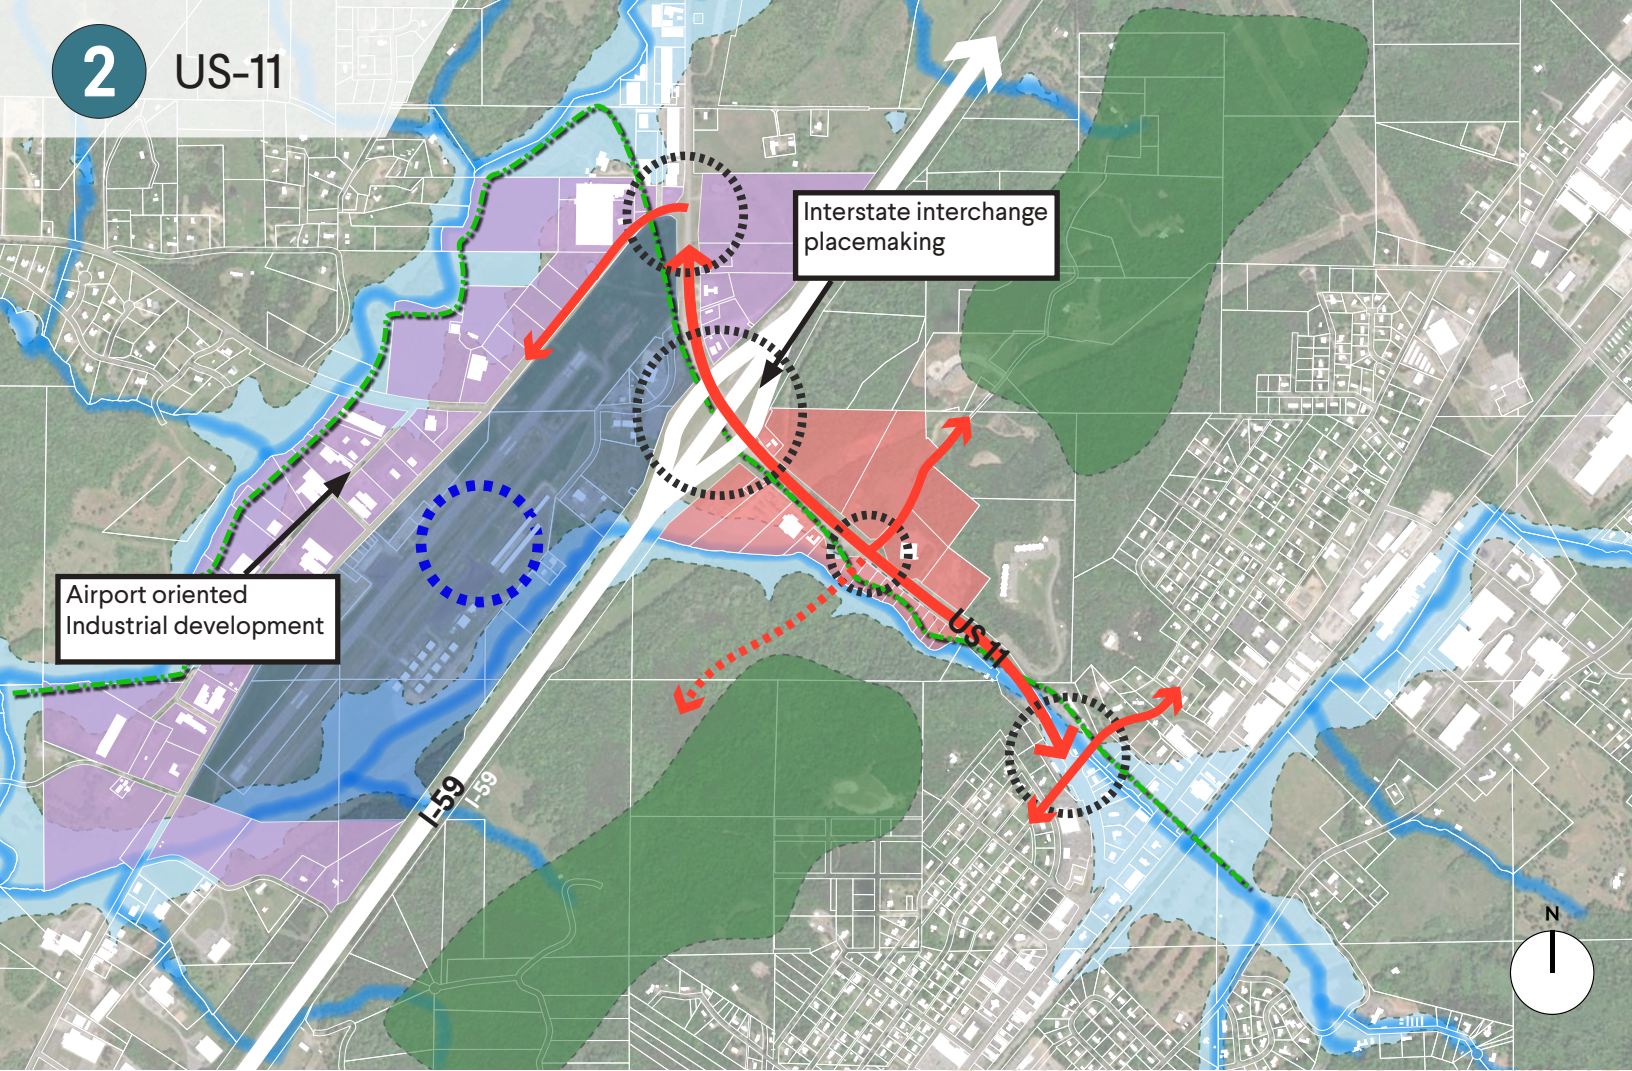 2
US-11
Interstate interchange
placemaking
Airport oriented
Industrial development
US 11
I-59
I-59
N